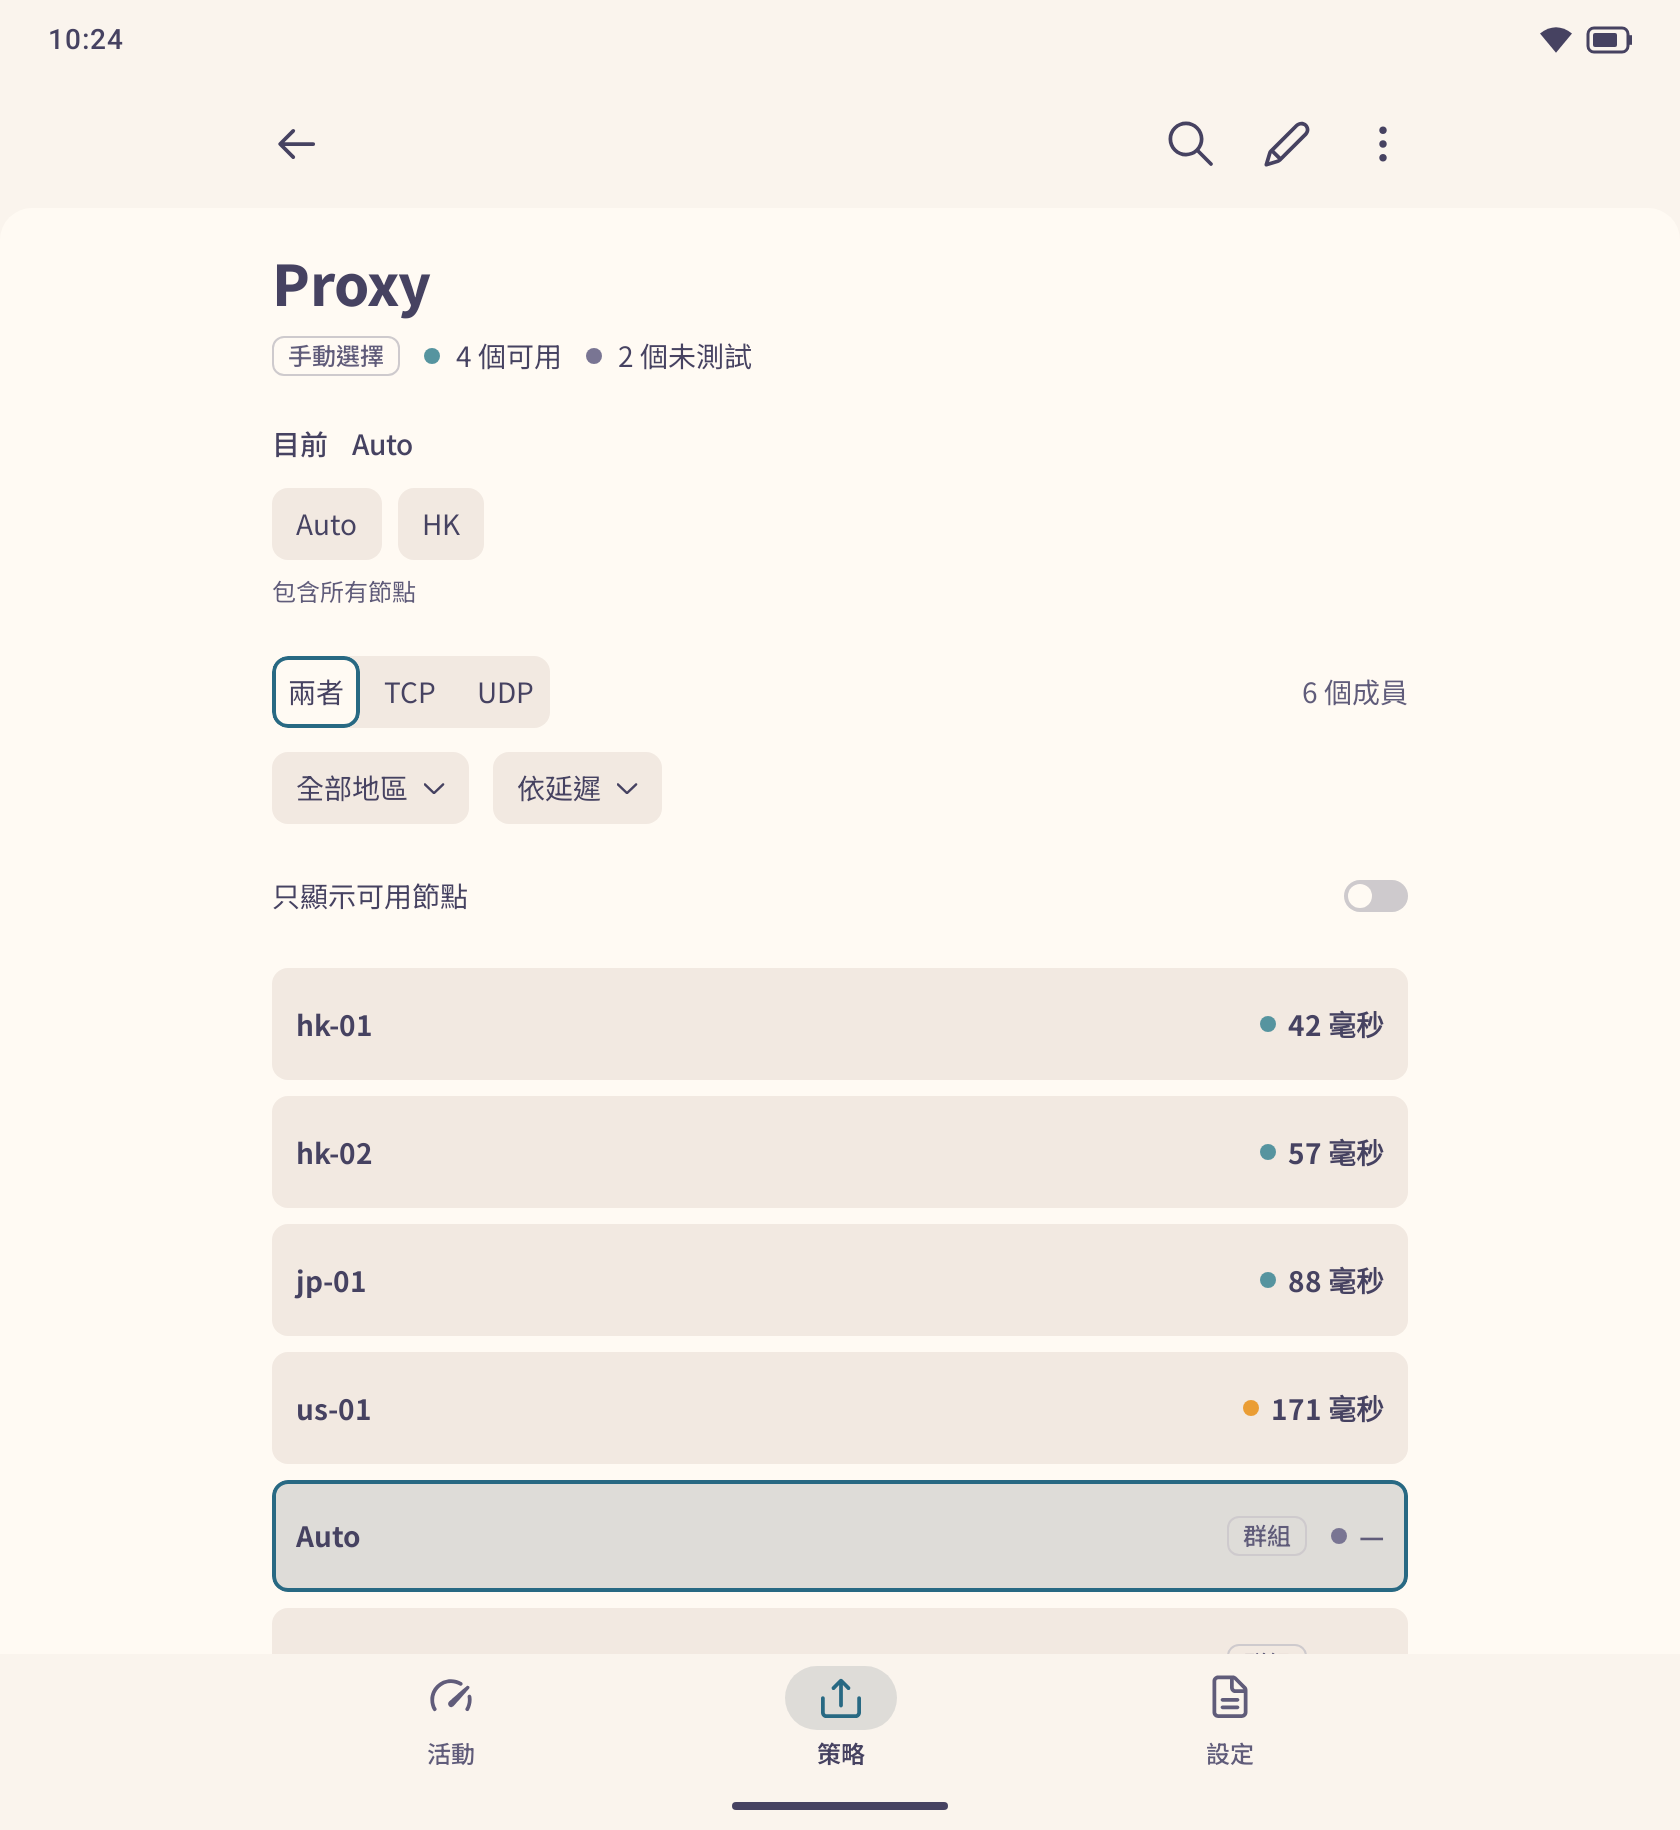 10:24
Proxy
手動選擇 4 個可用 2 個未測試
目前 Auto
Auto HK
包含所有節點
兩者 TCP UDP 6 個成員
全部地區 依延遲
只顯示可用節點
hk-01 42 毫秒
hk-02 57 毫秒
jp-01 88 毫秒
us-01 171 毫秒
Auto 群組 —
活動 策略 設定